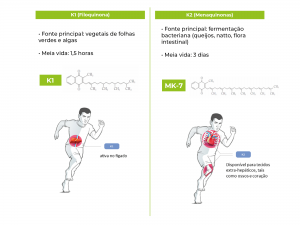 K1 (Filoquinona)
• Fonte principal: vegetais de folhas
verdes e algas
• Meia vida: 1,5 horas
K1
ativa no fígado
K2 (Menaquinonas)
• Fonte principal: fermentação
bacteriana (queijos, natto, flora
intestinal)
• Meia vida: 3 dias
MK-7
Disponível para tecidos
extra-hepáticos, tais
como ossos e coração